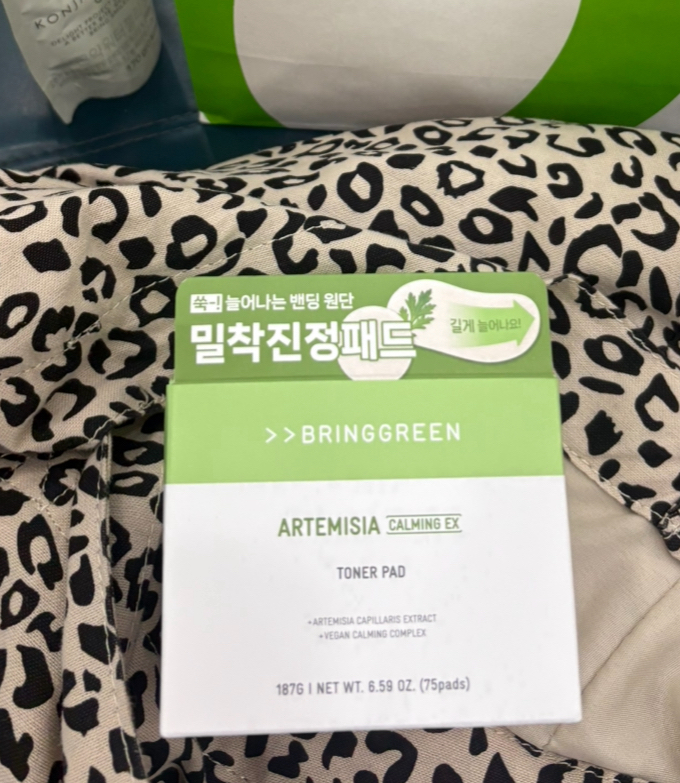 KONJ
쑥-! 늘어나는 밴딩 원단
밀착진정패드
길게 늘어나요!
>>BRINGGREEN
ARTEMISIA CALMING EX
TONER PAD
+ARTEMISIA CAPILLARIS EXTRACT
+VEGAN CALMING COMPLEX
187G | NET WT. 6.59 OZ. (75pads)